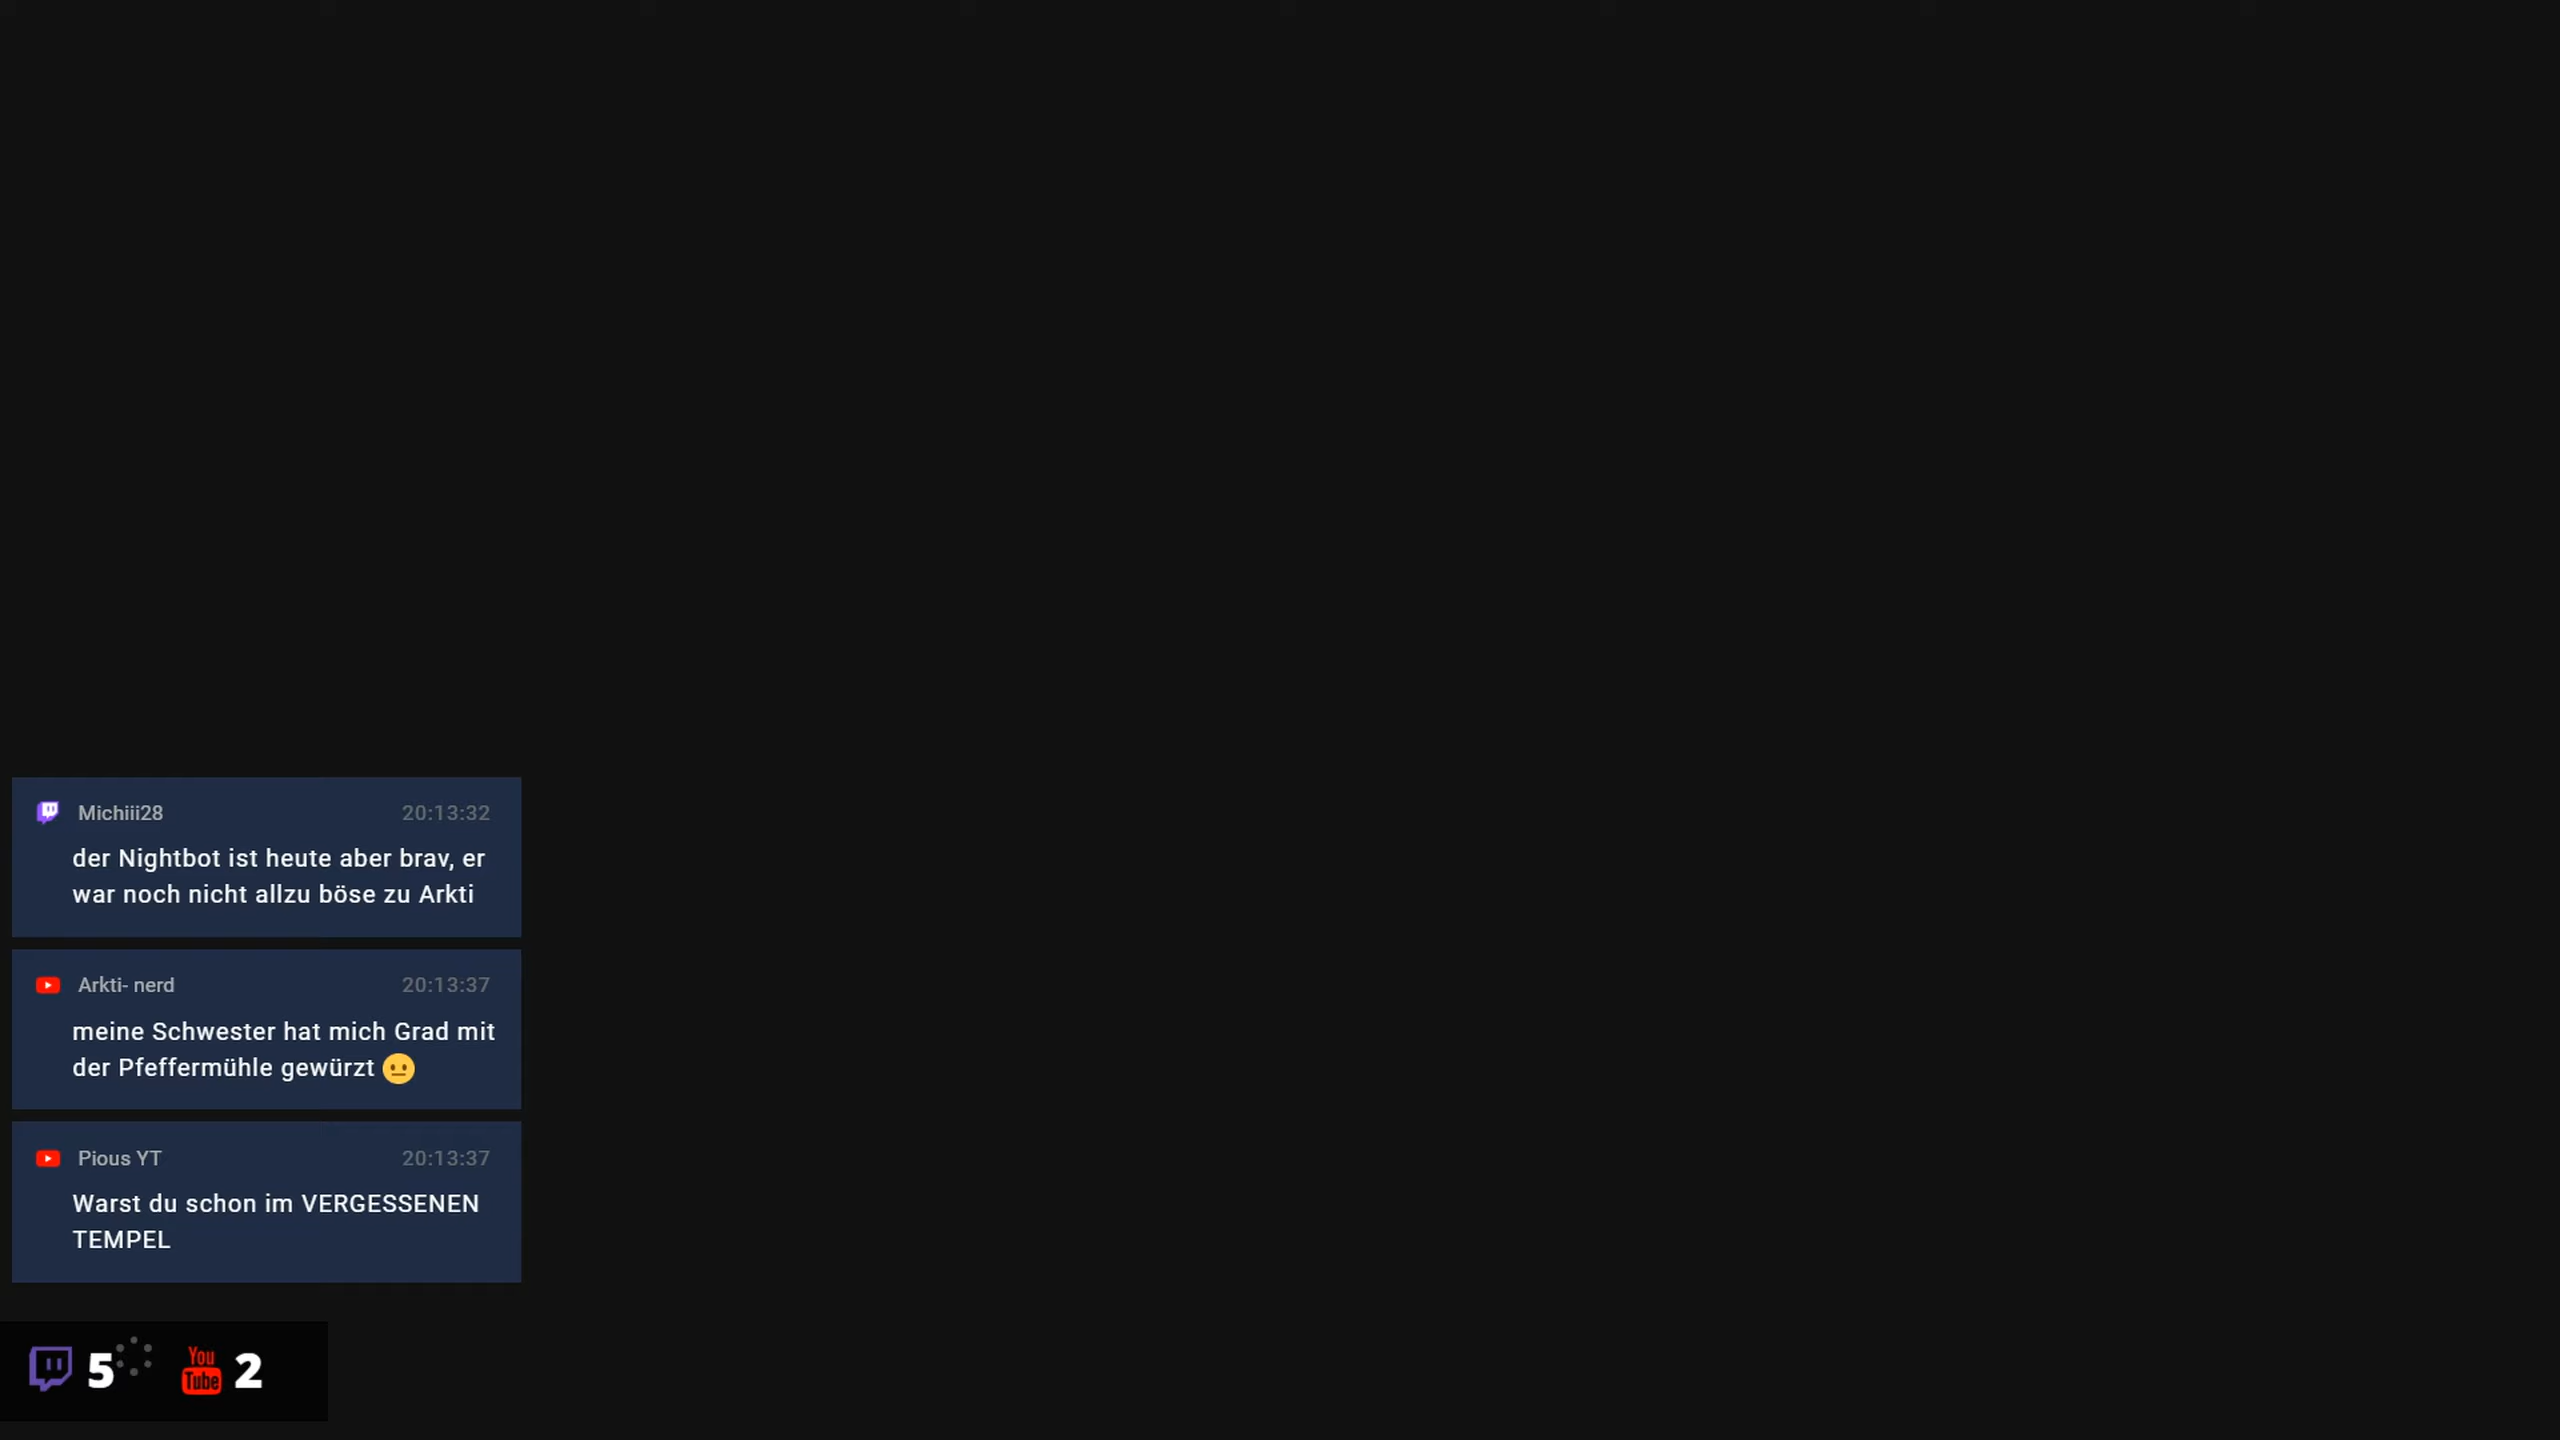 Michiii28 20:13:32
der Nightbot ist heute aber brav, er
war noch nicht allzu böse zu Arkti
Arkti- nerd 20:13:37
meine Schwester hat mich Grad mit
der Pfeffermühle gewürzt 😐
Pious YT 20:13:37
Warst du schon im VERGESSENEN
TEMPEL
5 You Tube 2